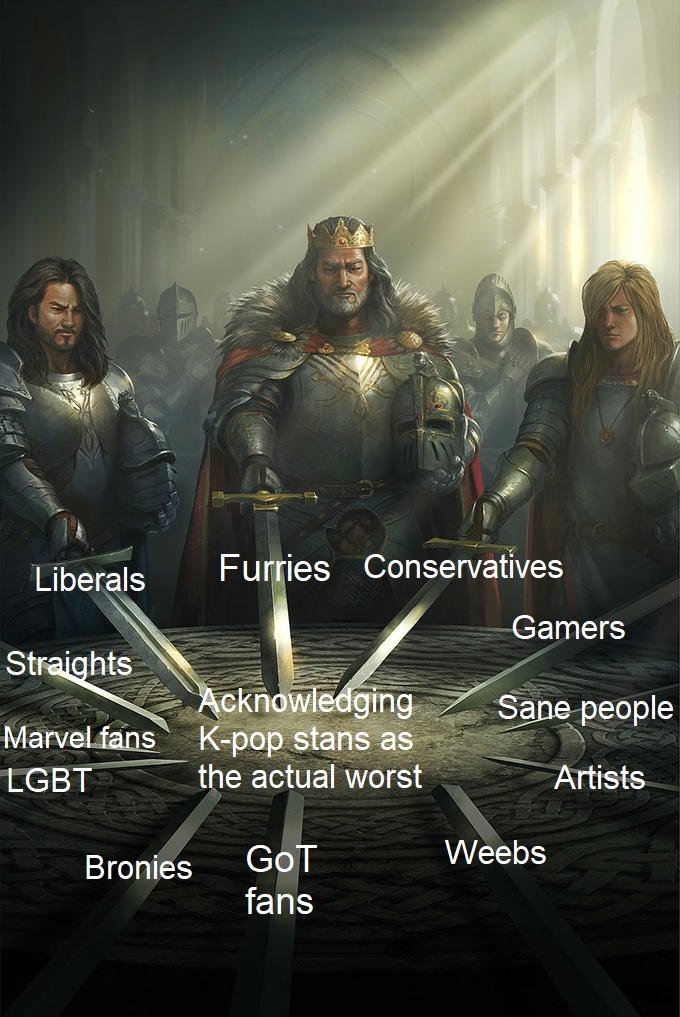 Liberals
Furries
Conservatives
Gamers
Straights
Acknowledging
K-pop stans as
the actual worst
Sane people
Marvel fans
LGBT
Artists
Bronies
GoT
fans
Weebs